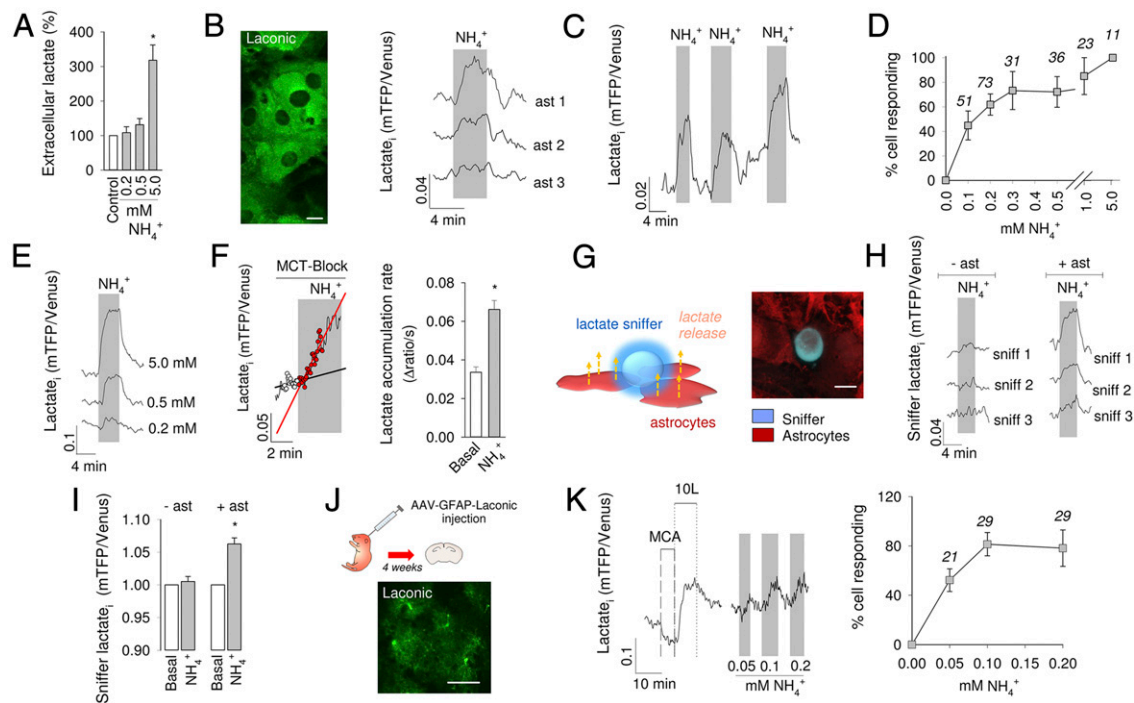 A
Extracellular lactate (%)
400
300
200
100
0
*
Control
0.2
0.5
5.0
mM
NH4+
B
Laconic
Lactatei (mTFP/Venus)
NH4+
ast 1
ast 2
ast 3
0.04
4 min
C
Lactatei (mTFP/Venus)
NH4+ NH4+ NH4+
0.02
4 min
D
% cell responding
100
80
60
40
20
0
51
73
31
36
23
11
0.0 0.1 0.2 0.3 0.4 0.5 1.0 5.0
mM NH4+
E
Lactatei (mTFP/Venus)
NH4+
5.0 mM
0.5 mM
0.2 mM
0.1
4 min
F
MCT-Block
NH4+
Lactatei (mTFP/Venus)
0.05
2 min
Lactate accumulation rate
(Δratio/s)
0.08
0.06
0.04
0.02
0.00
*
Basal
NH4+
G
lactate sniffer
lactate
release
astrocytes
Sniffer
Astrocytes
H
- ast + ast
NH4+ NH4+
Sniffer lactatei (mTFP/Venus)
sniff 1
sniff 2
sniff 3
sniff 1
sniff 2
sniff 3
0.04
4 min
I
- ast + ast
Sniffer lactatei (mTFP/Venus)
1.10
1.05
1.00
0.95
0.90
*
Basal
NH4+
Basal
NH4+
J
AAV-GFAP-Laconic
injection
4 weeks
Laconic
K
10L
MCA
Lactatei (mTFP/Venus)
0.1
10 min
0.05 0.1 0.2
mM NH4+
% cell responding
120
80
40
0
21
29
29
0.00 0.05 0.10 0.15 0.20
mM NH4+